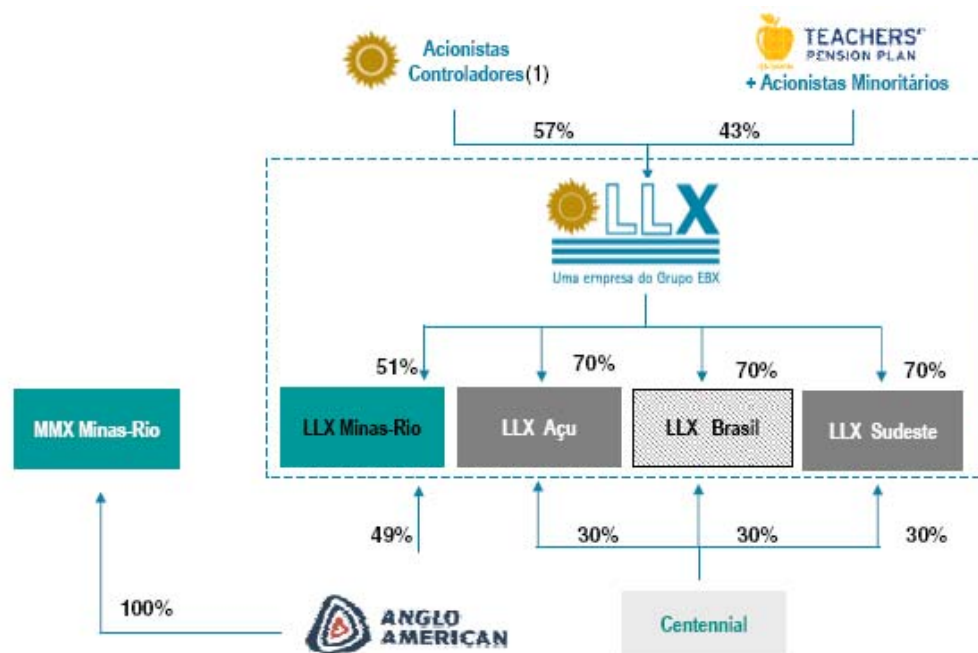 Acionistas
Controladores(1)
TEACHERS'
PENSION PLAN
+ Acionistas Minoritários
57%
43%
LLX
Uma empresa do Grupo EBX
51%
70%
70%
70%
MMX Minas-Rio
LLX Minas-Rio
LLX Açu
LLX Brasil
LLX Sudeste
49%
30%
30%
30%
100%
ANGLO
AMERICAN
Centennial